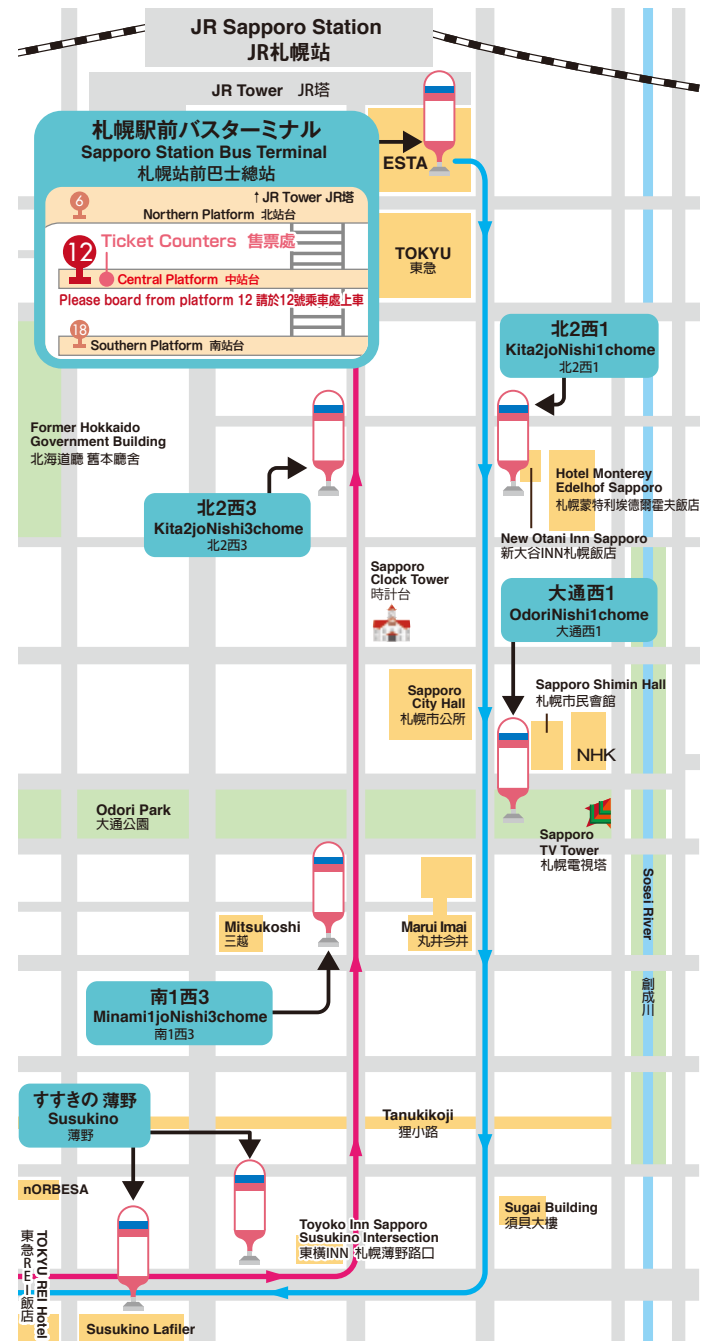 JR Sapporo Station
JR札幌站
JR Tower JR塔
札幌駅前バスターミナル
Sapporo Station Bus Terminal
札幌站前巴士總站
↑JR Tower JR塔
6
Northern Platform 北站台
12
Ticket Counters 售票處
Central Platform 中站台
Please board from platform 12 請於12號乘車處上車
18
Southern Platform 南站台
ESTA
TOKYU
東急
北2西1
Kita2joNishi1chome
北2西1
Former Hokkaido
Government Building
北海道廳 舊本廳舍
北2西3
Kita2joNishi3chome
北2西3
Hotel Monterey
Edelhof Sapporo
札幌蒙特利埃德爾霍夫飯店
New Otani Inn Sapporo
新大谷INN札幌飯店
Sapporo
Clock Tower
時計台
大通西1
OdoriNishi1chome
大通西1
Sapporo
City Hall
札幌市公所
Sapporo Shimin Hall
札幌市民會館
NHK
Odori Park
大通公園
Sapporo
TV Tower
札幌電視塔
Sosei River
創成川
Mitsukoshi
三越
Marui Imai
丸井今井
南1西3
Minami1joNishi3chome
南1西3
すすきの 薄野
Susukino
薄野
Tanukikoji
狸小路
nORBESA
Toyoko Inn Sapporo
Susukino Intersection
東橫INN 札幌薄野路口
Sugai Building
須貝大樓
TOKYU REI Hotel
東急REI飯店
Susukino Lafiler